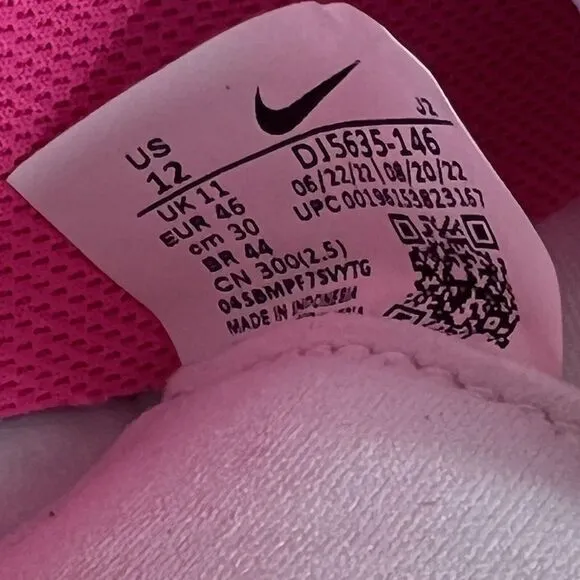 J2
US
12
DJ5635-146
06/22/22 08/20/22
UPC 00196153823167
UK 11
EUR 46
cm 30
BR 44
CN 300(2.5)
MADE IN INDONESIA